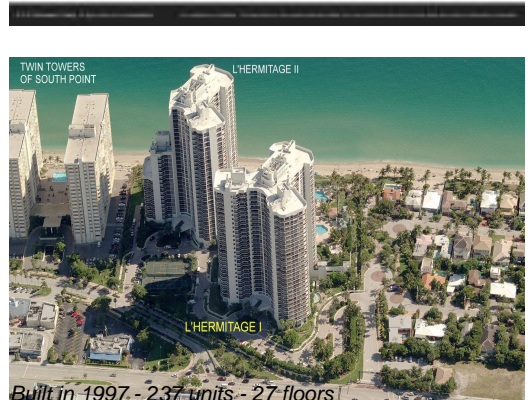 TWIN TOWERS
OF SOUTH POINT
L'HERMITAGE II
L'HERMITAGE I
Built in 1997 - 237 units - 27 floors